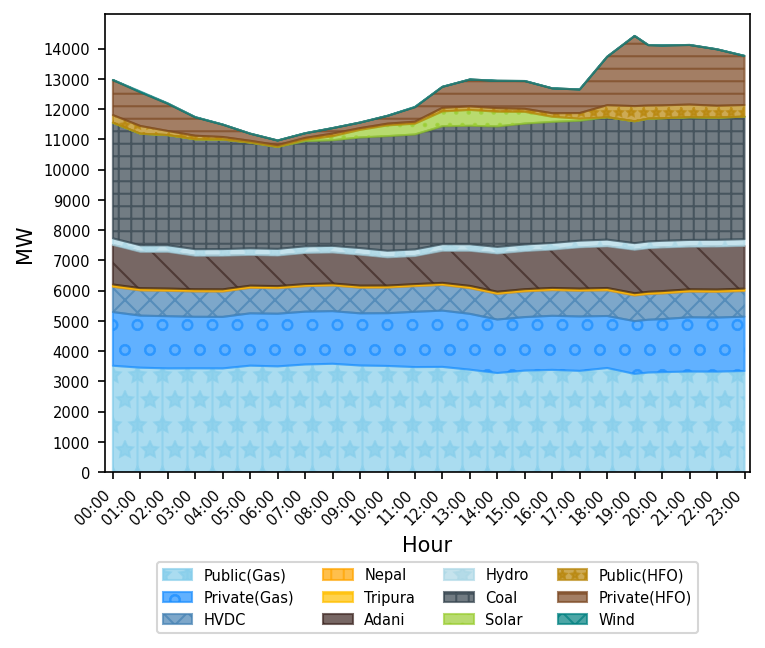 14000
13000
12000
11000
10000
9000
8000
7000
6000
5000
4000
3000
2000
1000
0
MW
00:00 01:00 02:00 03:00 04:00 05:00 06:00 07:00 08:00 09:00 10:00 11:00 12:00 13:00 14:00 15:00 16:00 17:00 18:00 19:00 20:00 21:00 22:00 23:00
Hour
Public(Gas) Nepal Hydro Public(HFO)
Private(Gas) Tripura Coal Private(HFO)
HVDC Adani Solar Wind